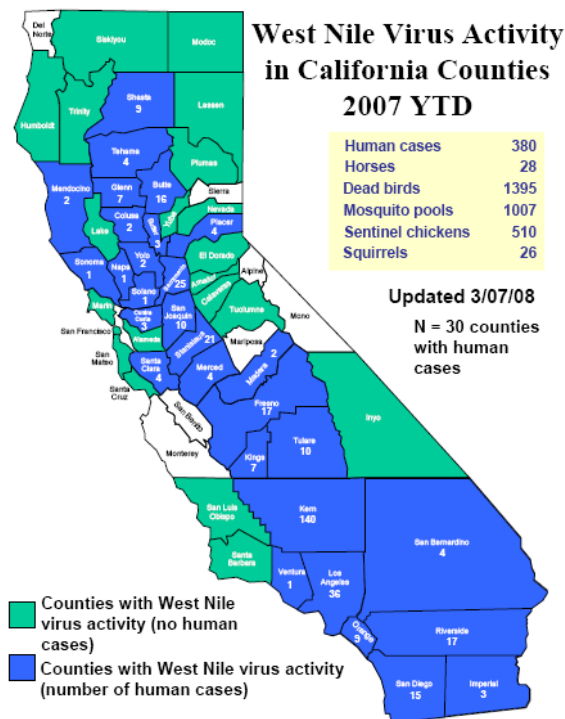 West Nile Virus Activity
in California Counties
2007 YTD
Human cases 380
Horses 28
Dead birds 1395
Mosquito pools 1007
Sentinel chickens 510
Squirrels 26
Updated 3/07/08
N = 30 counties
with human
cases
Del
Norte
Siskiyou
Modoc
Humboldt
Trinity
Shasta
9
Lassen
Tehama
4
Plumas
Mendocino
2
Glenn
7
Butte
16
Sierra
Colusa
2
3
Yuba
Nevada
Placer
4
Lake
Sonoma
1
Napa
1
Yolo
2
Sacramento
25
El Dorado
Alpine
Amador
Calaveras
Solano
1
Marin
Contra
Costa
3
San
Joaquin
10
Tuolumne
Mono
San Francisco
Alameda
Stanislaus
21
Mariposa
San
Mateo
Santa
Clara
4
Merced
4
Madera
2
Santa
Cruz
San Benito
Fresno
17
Inyo
Monterey
Kings
7
Tulare
10
San Luis
Obispo
Kern
140
San Bernardino
4
Santa
Barbara
Ventura
1
Los
Angeles
36
Orange
9
Riverside
17
San Diego
15
Imperial
3
Counties with West Nile
virus activity (no human
cases)
Counties with West Nile virus activity
(number of human cases)